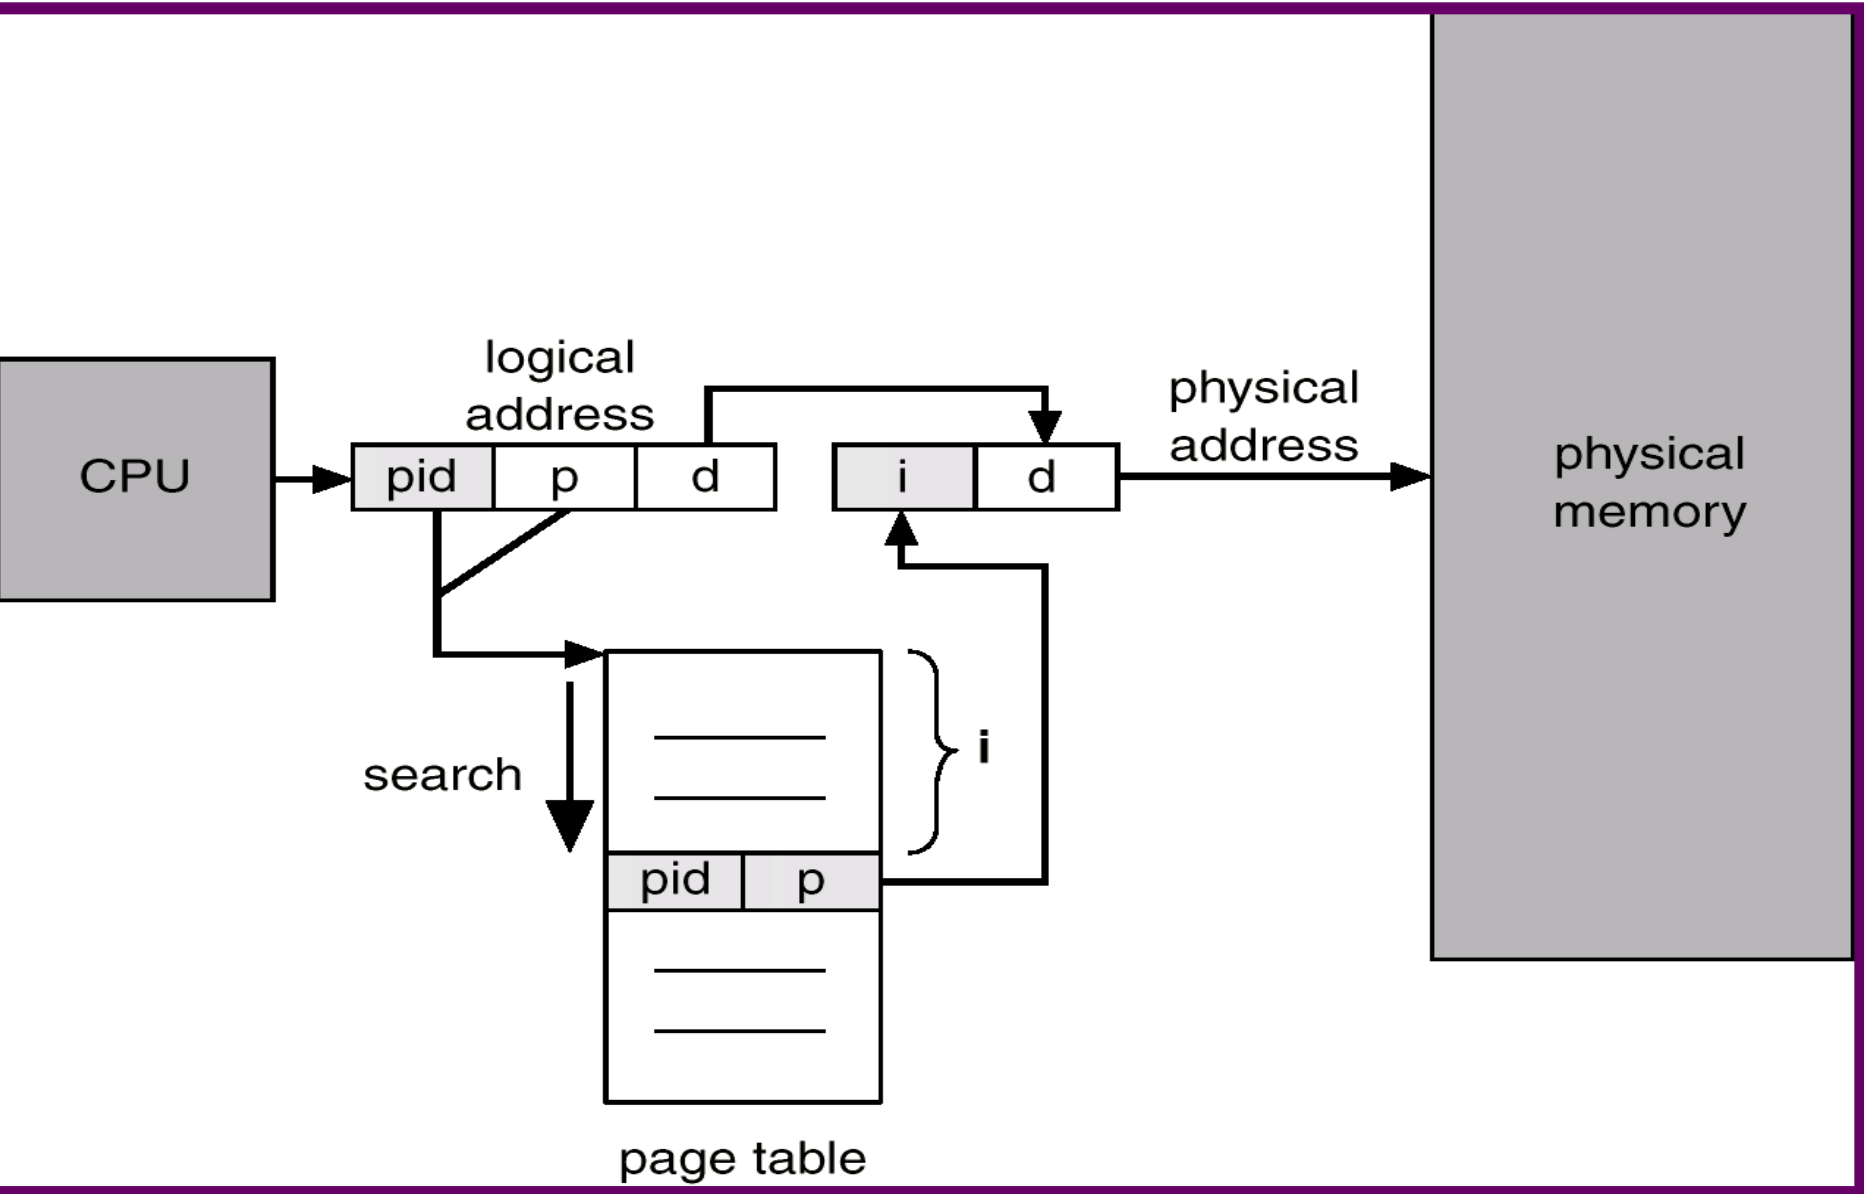 logical
address
physical
address
CPU
pid
p
d
i
d
physical
memory
search
i
pid
p
page table